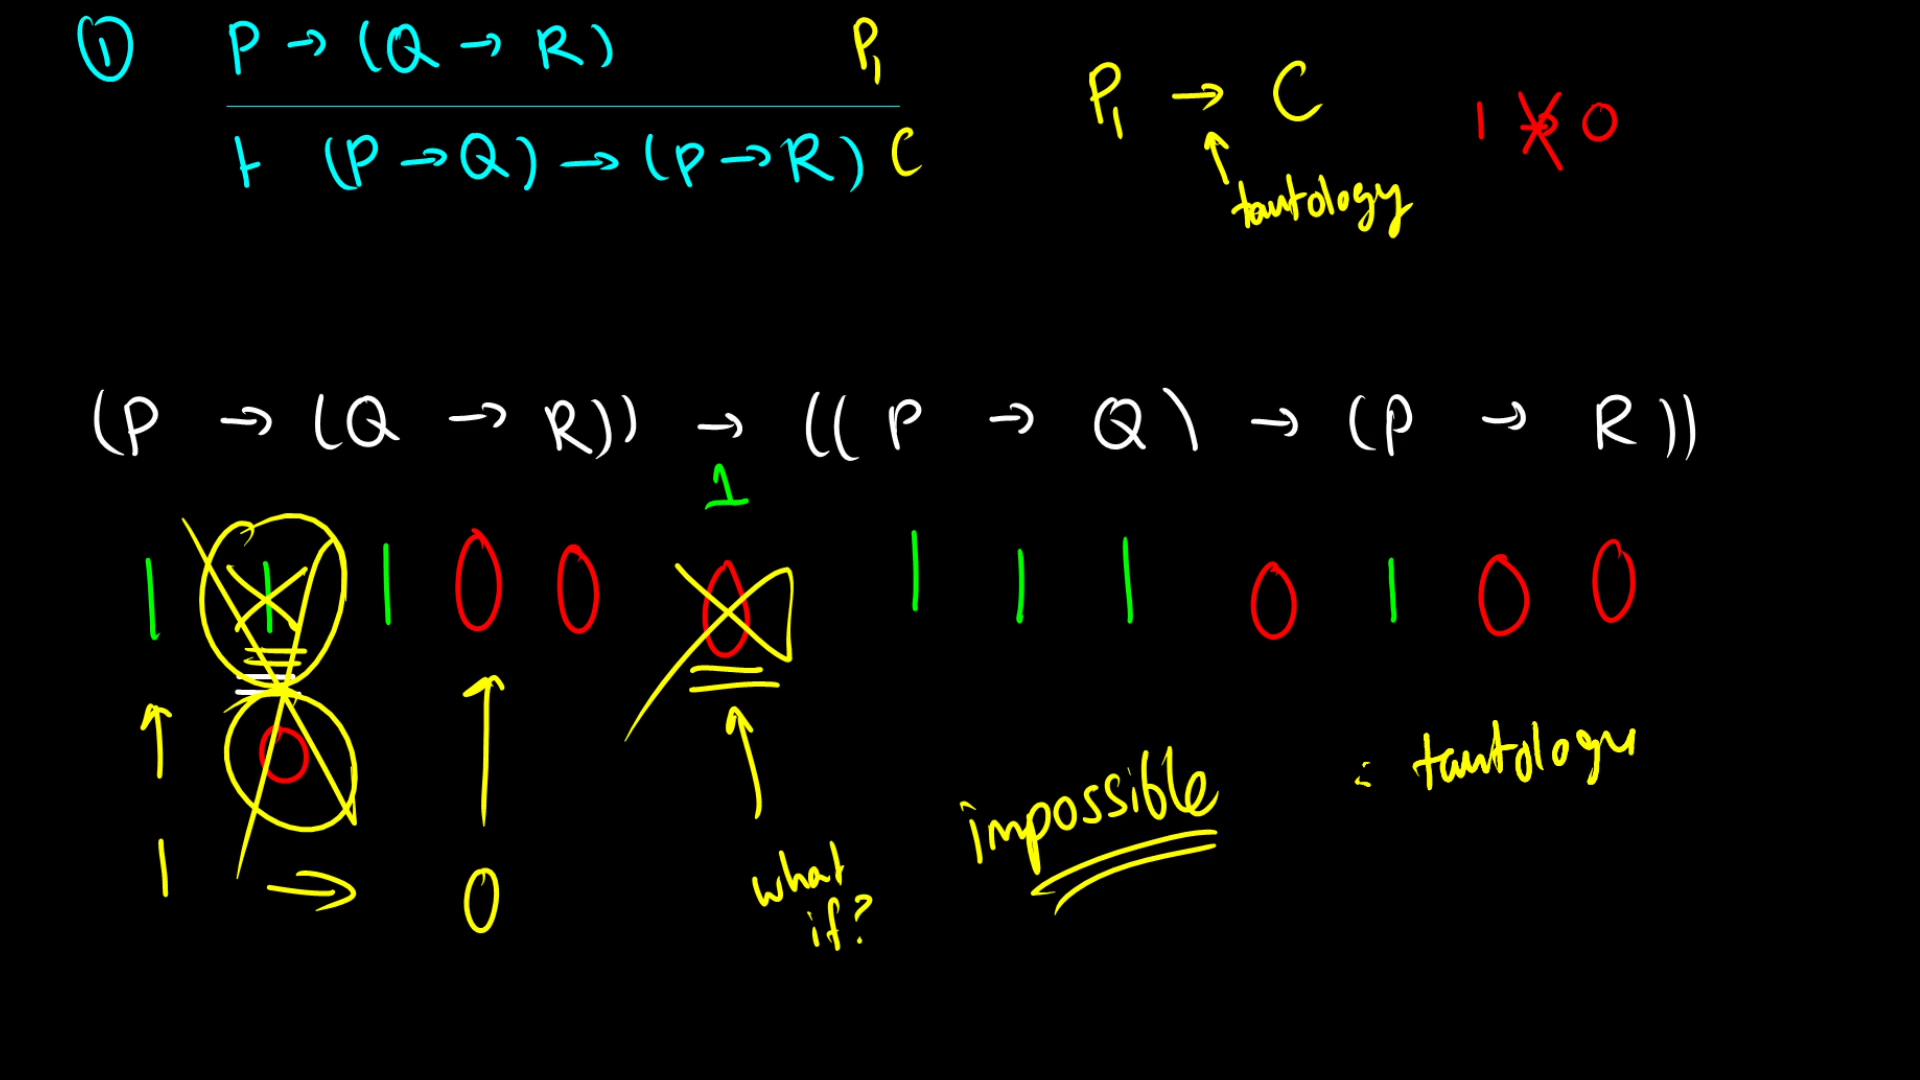 ① P → (Q → R) P₁
⊢ (P → Q) → (P → R) C
P₁ → C
tautology
1 → 0
(P → (Q → R)) → ((P → Q) → (P → R))
1
1 1 1 0 0 0 1 1 1 0 1 0 0
0
1 → 0
what if?
impossible
: tautology